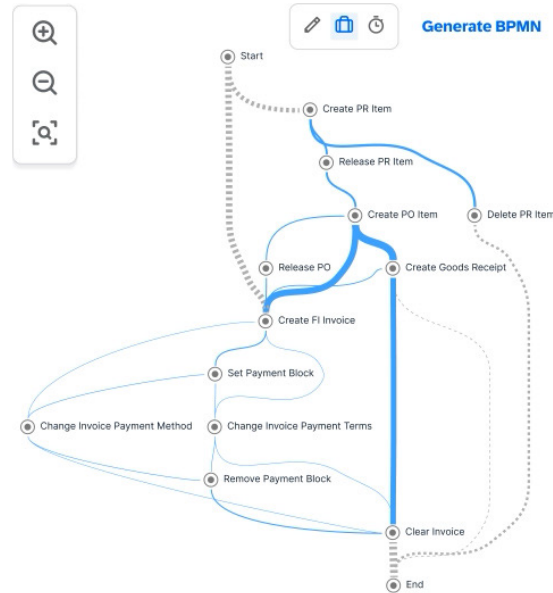 Generate BPMN
Start
Create PR Item
Release PR Item
Create PO Item
Delete PR Item
Release PO
Create Goods Receipt
Create FI Invoice
Set Payment Block
Change Invoice Payment Method
Change Invoice Payment Terms
Remove Payment Block
Clear Invoice
End